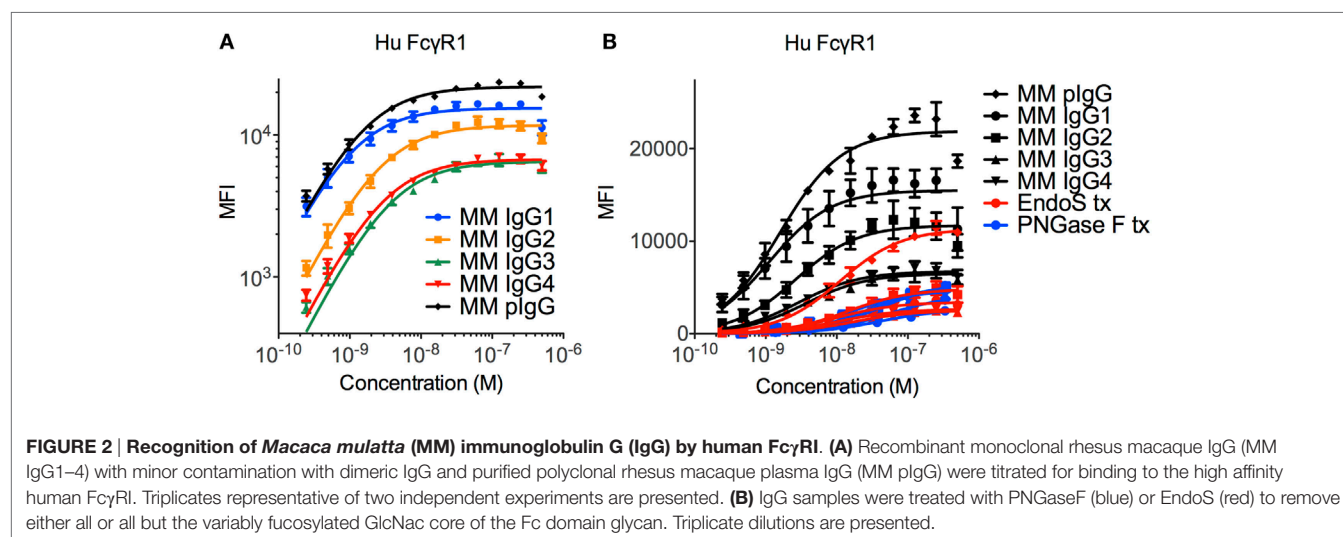 A
Hu FcγR1
MFI
10⁴
10³
MM IgG1
MM IgG2
MM IgG3
MM IgG4
MM pIgG
10⁻¹⁰ 10⁻⁹ 10⁻⁸ 10⁻⁷ 10⁻⁶
Concentration (M)
B
Hu FcγR1
MFI
20000
10000
0
10⁻¹⁰ 10⁻⁹ 10⁻⁸ 10⁻⁷ 10⁻⁶
Concentration (M)
MM pIgG
MM IgG1
MM IgG2
MM IgG3
MM IgG4
EndoS tx
PNGase F tx
FIGURE 2 | Recognition of Macaca mulatta (MM) immunoglobulin G (IgG) by human FcγRI. (A) Recombinant monoclonal rhesus macaque IgG (MM
IgG1–4) with minor contamination with dimeric IgG and purified polyclonal rhesus macaque plasma IgG (MM pIgG) were titrated for binding to the high affinity
human FcγRI. Triplicates representative of two independent experiments are presented. (B) IgG samples were treated with PNGaseF (blue) or EndoS (red) to remove
either all or all but the variably fucosylated GlcNac core of the Fc domain glycan. Triplicate dilutions are presented.